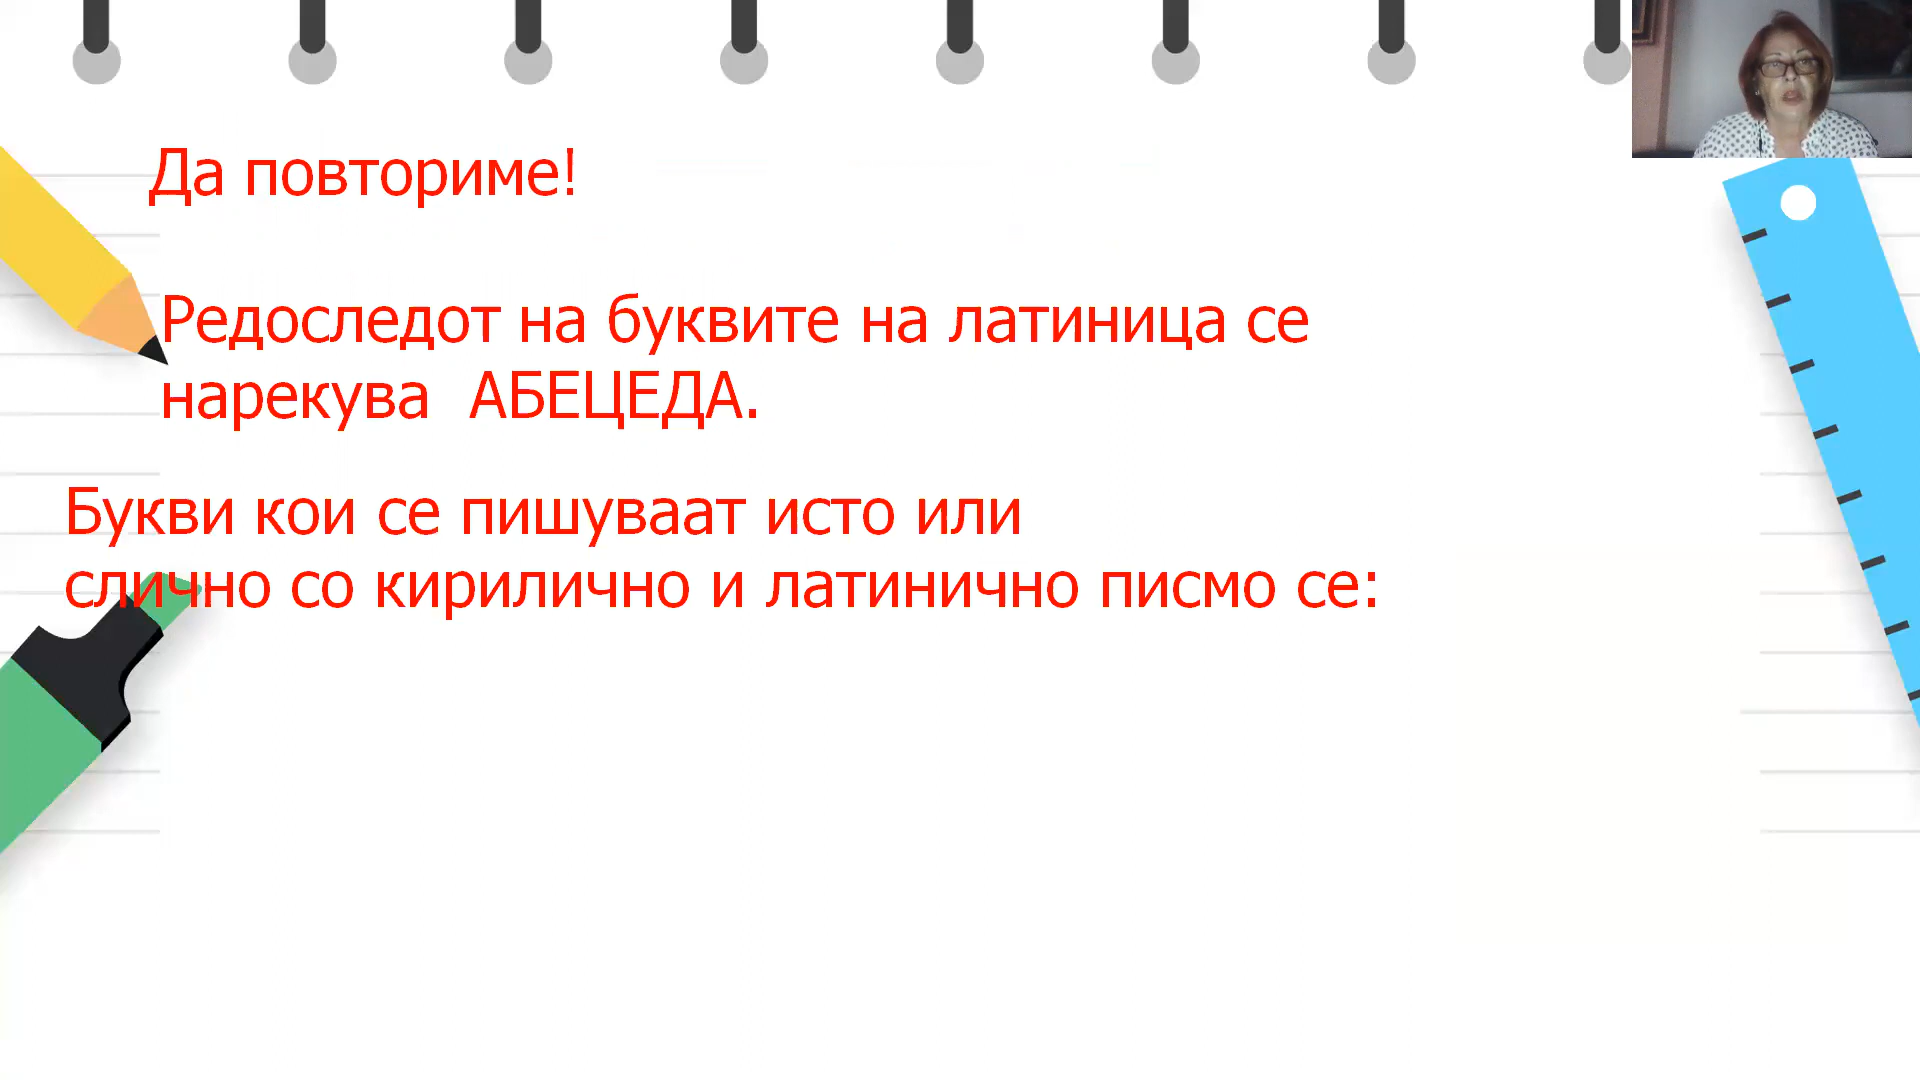 Да повториме!
Редоследот на буквите на латиница се
нарекува АБЕЦЕДА.
Букви кои се пишуваат исто или
слично со кирилично и латинично писмо се: